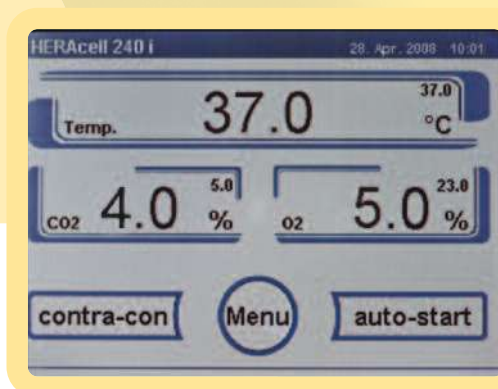 HERAcell 240 i 28. Apr. 2008 10:01
Temp. 37.0 37.0 °C
CO2 4.0 5.0 % O2 5.0 23.0 %
contra-con Menu auto-start